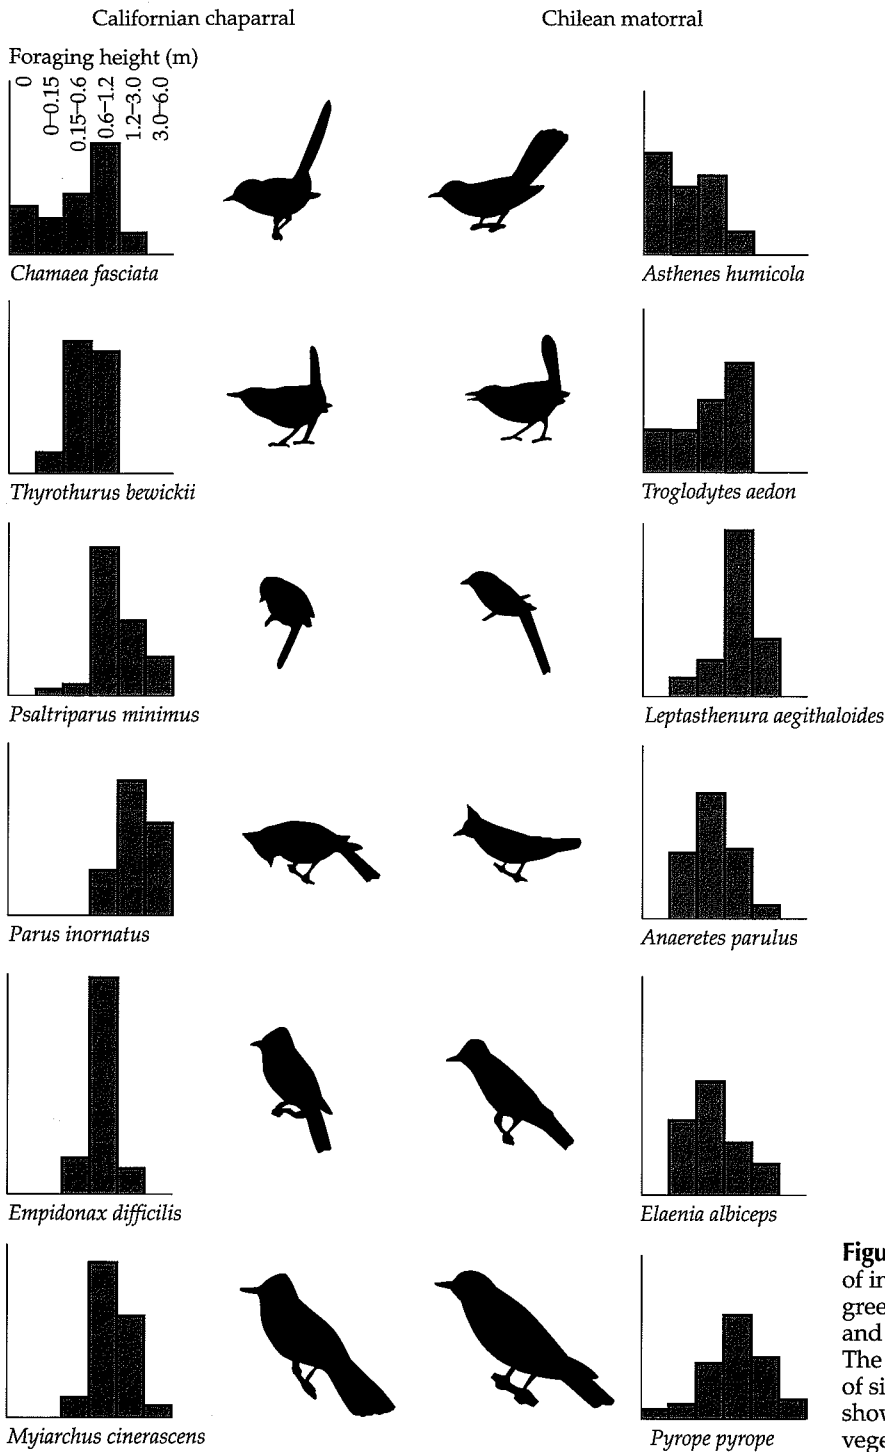 Californian chaparral
Chilean matorral
Foraging height (m)
0
0–0.15
0.15–0.6
0.6–1.2
1.2–3.0
3.0–6.0
Chamaea fasciata
Asthenes humicola
Thyrothurus bewickii
Troglodytes aedon
Psaltriparus minimus
Leptasthenura aegithaloides
Parus inornatus
Anaeretes parulus
Empidonax difficilis
Elaenia albiceps
Myiarchus cinerascens
Pyrope pyrope
Figu
of in
gree
and
The
of si
show
vege